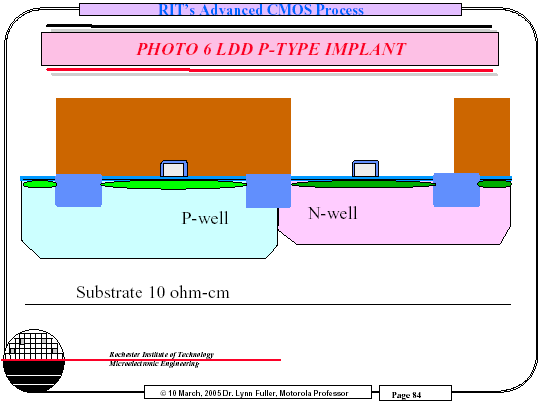 RIT's Advanced CMOS Process
PHOTO 6 LDD P-TYPE IMPLANT
P-well
N-well
Substrate 10 ohm-cm
Rochester Institute of Technology
Microelectronic Engineering
© 10 March, 2005 Dr. Lynn Fuller, Motorola Professor
Page 84